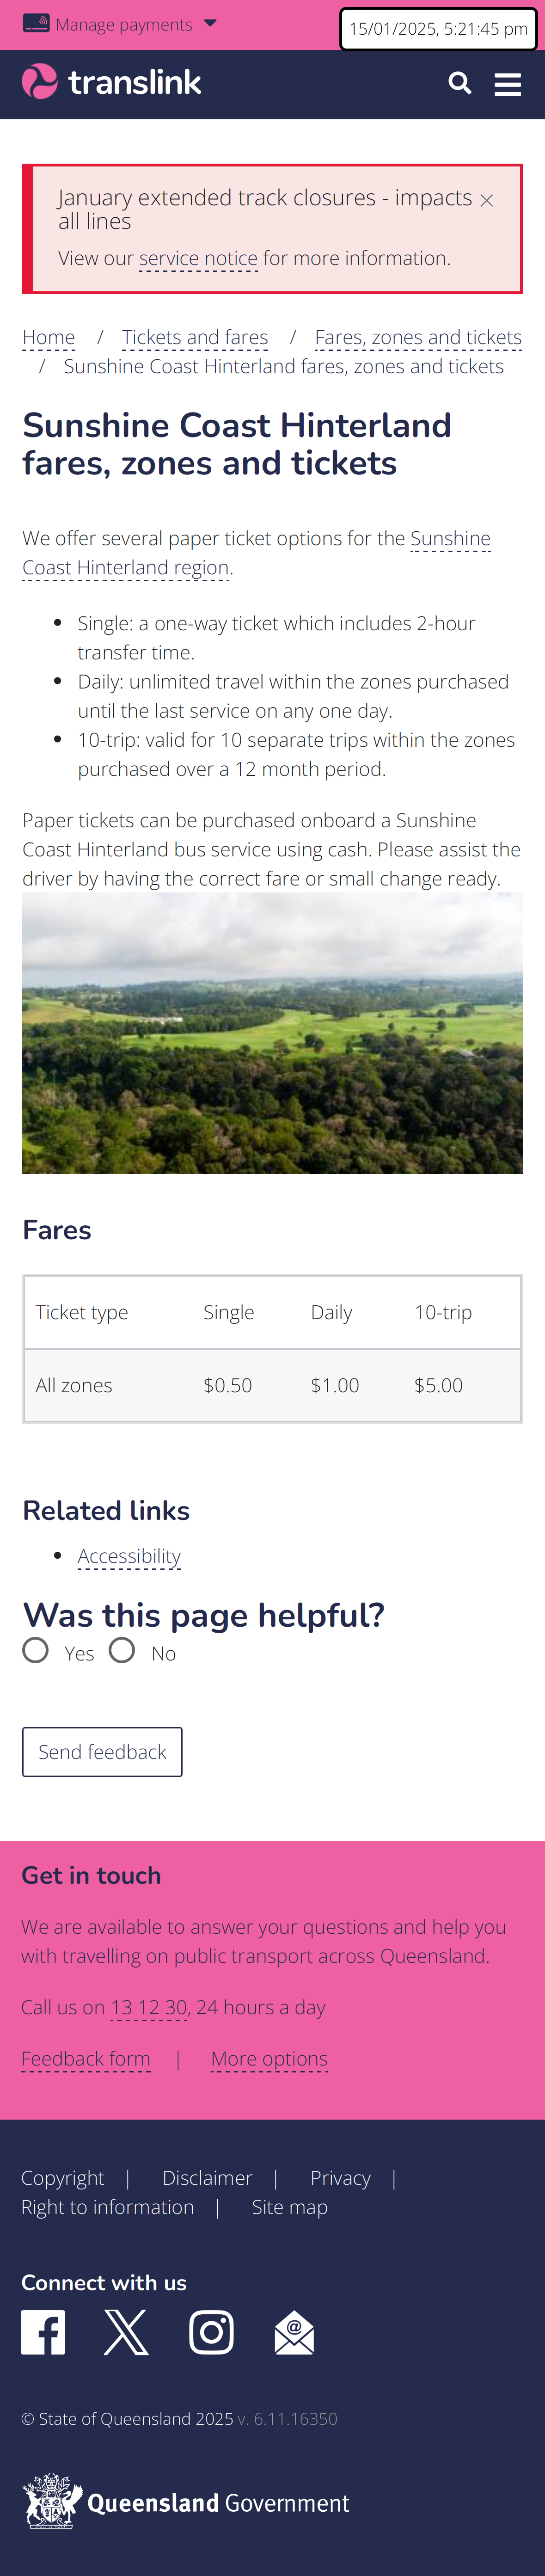 Manage payments
15/01/2025, 5:21:45 pm
translink
January extended track closures - impacts
all lines
View our service notice for more information.
Home / Tickets and fares / Fares, zones and tickets
/ Sunshine Coast Hinterland fares, zones and tickets
Sunshine Coast Hinterland
fares, zones and tickets
We offer several paper ticket options for the Sunshine
Coast Hinterland region.
• Single: a one-way ticket which includes 2-hour
transfer time.
• Daily: unlimited travel within the zones purchased
until the last service on any one day.
• 10-trip: valid for 10 separate trips within the zones
purchased over a 12 month period.
Paper tickets can be purchased onboard a Sunshine
Coast Hinterland bus service using cash. Please assist the
driver by having the correct fare or small change ready.
Fares
Ticket type Single Daily 10-trip
All zones $0.50 $1.00 $5.00
Related links
• Accessibility
Was this page helpful?
Yes No
Send feedback
Get in touch
We are available to answer your questions and help you
with travelling on public transport across Queensland.
Call us on 13 12 30, 24 hours a day
Feedback form | More options
Copyright | Disclaimer | Privacy |
Right to information | Site map
Connect with us
© State of Queensland 2025 v. 6.11.16350
Queensland Government